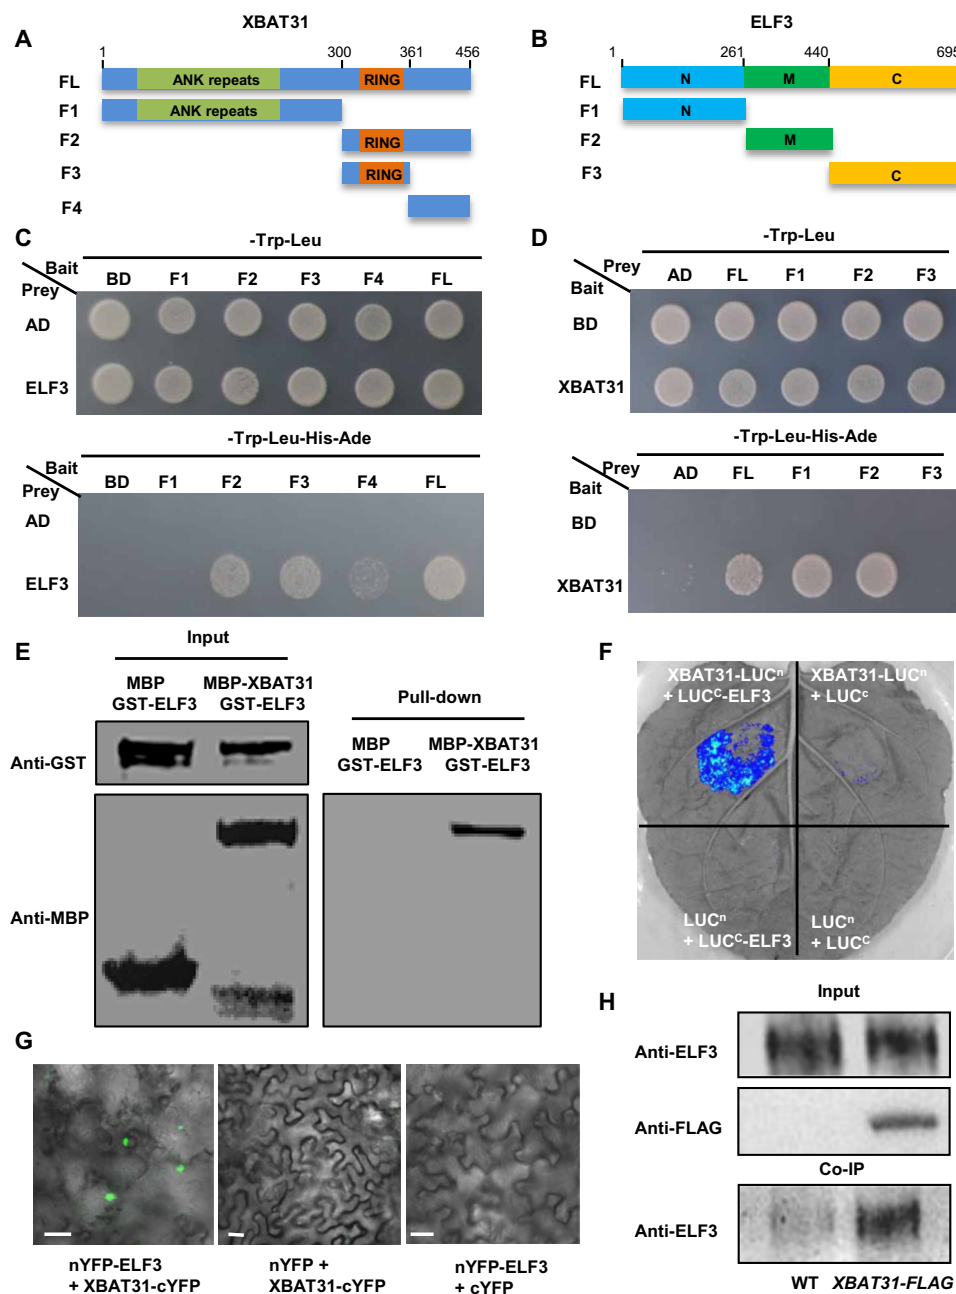 XBAT31
A
1 300 361 456
FL ANK repeats RING
F1 ANK repeats
F2 RING
F3 RING
F4
ELF3
B
1 261 440 695
FL N M C
F1 N
F2 M
F3 C
C
-Trp-Leu
Bait
Prey
BD F1 F2 F3 F4 FL
AD
ELF3
-Trp-Leu-His-Ade
Bait
Prey
BD F1 F2 F3 F4 FL
AD
ELF3
D
-Trp-Leu
Prey
Bait
AD FL F1 F2 F3
BD
XBAT31
-Trp-Leu-His-Ade
Prey
Bait
AD FL F1 F2 F3
BD
XBAT31
E
Input
MBP MBP-XBAT31
GST-ELF3 GST-ELF3
Pull-down
MBP MBP-XBAT31
GST-ELF3 GST-ELF3
Anti-GST
Anti-MBP
F
XBAT31-LUCⁿ
+ LUCᶜ-ELF3
XBAT31-LUCⁿ
+ LUCᶜ
LUCⁿ
+ LUCᶜ-ELF3
LUCⁿ
+ LUCᶜ
G
nYFP-ELF3
+ XBAT31-cYFP
nYFP +
XBAT31-cYFP
nYFP-ELF3
+ cYFP
H
Input
Anti-ELF3
Anti-FLAG
Co-IP
Anti-ELF3
WT XBAT31-FLAG